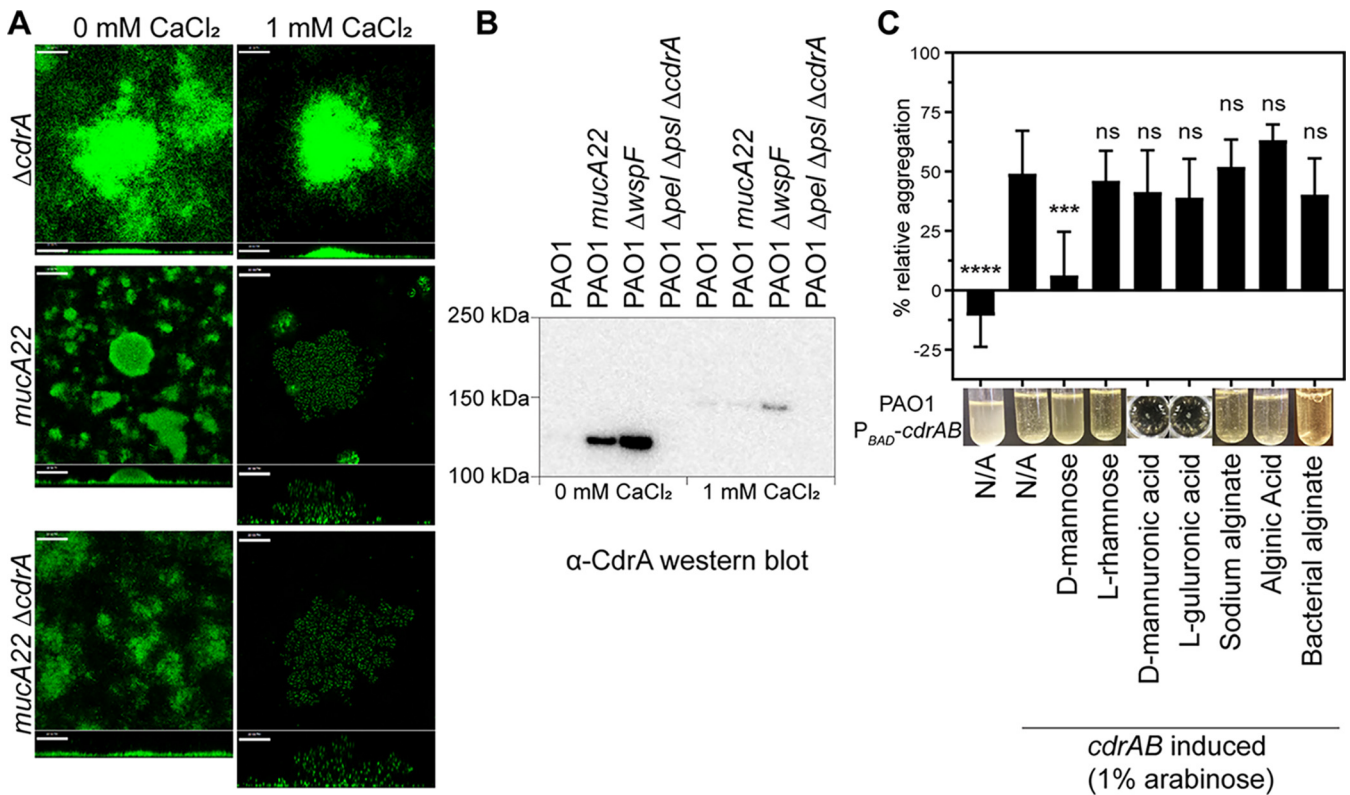 A
0 mM CaCl₂
1 mM CaCl₂
ΔcdrA
mucA22
mucA22 ΔcdrA
B
PAO1
PAO1 mucA22
PAO1 ΔwspF
PAO1 Δpel Δpsl ΔcdrA
PAO1
PAO1 mucA22
PAO1 ΔwspF
PAO1 Δpel Δpsl ΔcdrA
250 kDa
150 kDa
100 kDa
0 mM CaCl₂
1 mM CaCl₂
α-CdrA western blot
C
% relative aggregation
100
75
50
25
0
-25
****
***
ns
ns
ns
ns
ns
ns
PAO1
P_BAD-cdrAB
N/A
N/A
D-mannose
L-rhamnose
D-mannuronic acid
L-guluronic acid
Sodium alginate
Alginic Acid
Bacterial alginate
cdrAB induced
(1% arabinose)